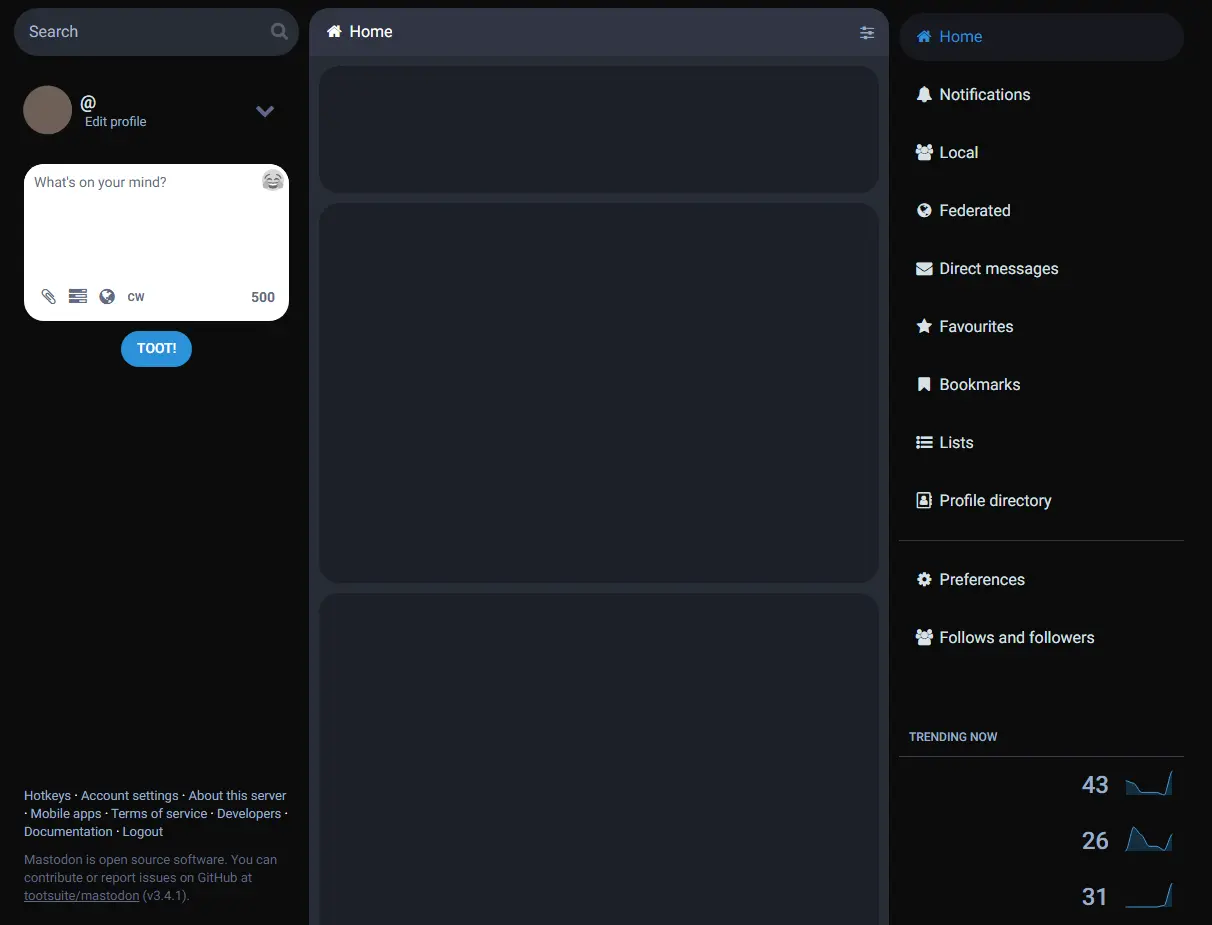 Search
@
Edit profile
What's on your mind?
CW
500
TOOT!
Hotkeys · Account settings · About this server
· Mobile apps · Terms of service · Developers ·
Documentation · Logout
Mastodon is open source software. You can
contribute or report issues on GitHub at
tootsuite/mastodon (v3.4.1).
Home
Home
Notifications
Local
Federated
Direct messages
Favourites
Bookmarks
Lists
Profile directory
Preferences
Follows and followers
TRENDING NOW
43
26
31